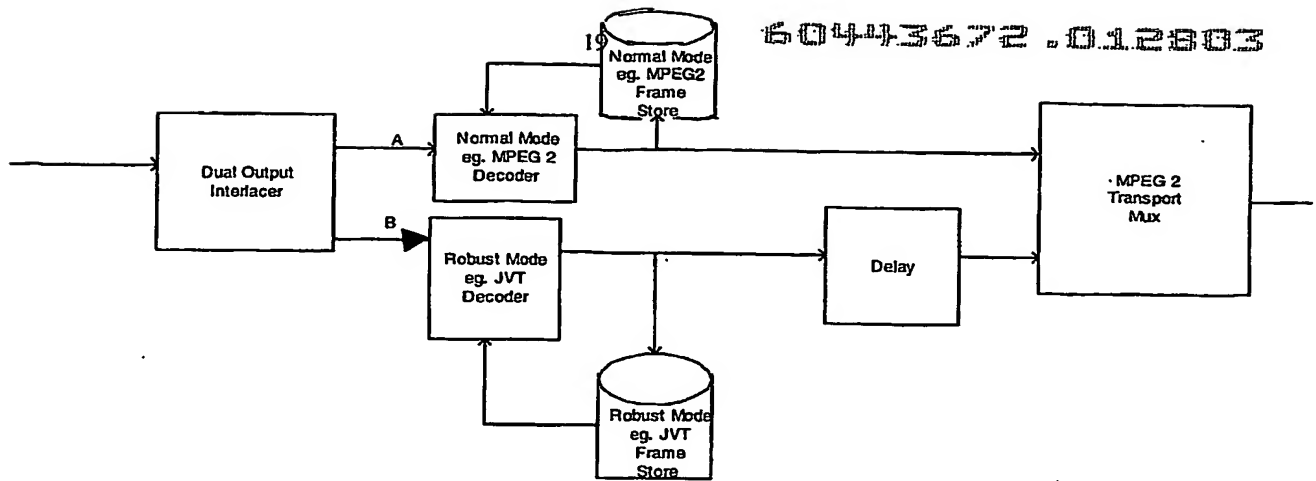 60443672.012803
19
Normal Mode
eg. MPEG2
Frame
Store
A
Normal Mode
eg. MPEG 2
Decoder
Dual Output
Interlacer
MPEG 2
Transport
Mux
B
Robust Mode
eg. JVT
Decoder
Delay
Robust Mode
eg. JVT
Frame
Store